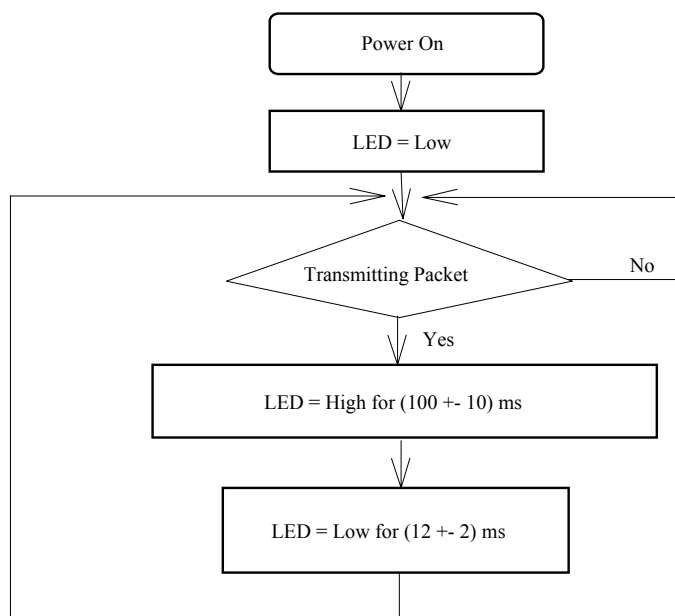 Power On
LED = Low
Transmitting Packet
No
Yes
LED = High for (100 +- 10) ms
LED = Low for (12 +- 2) ms